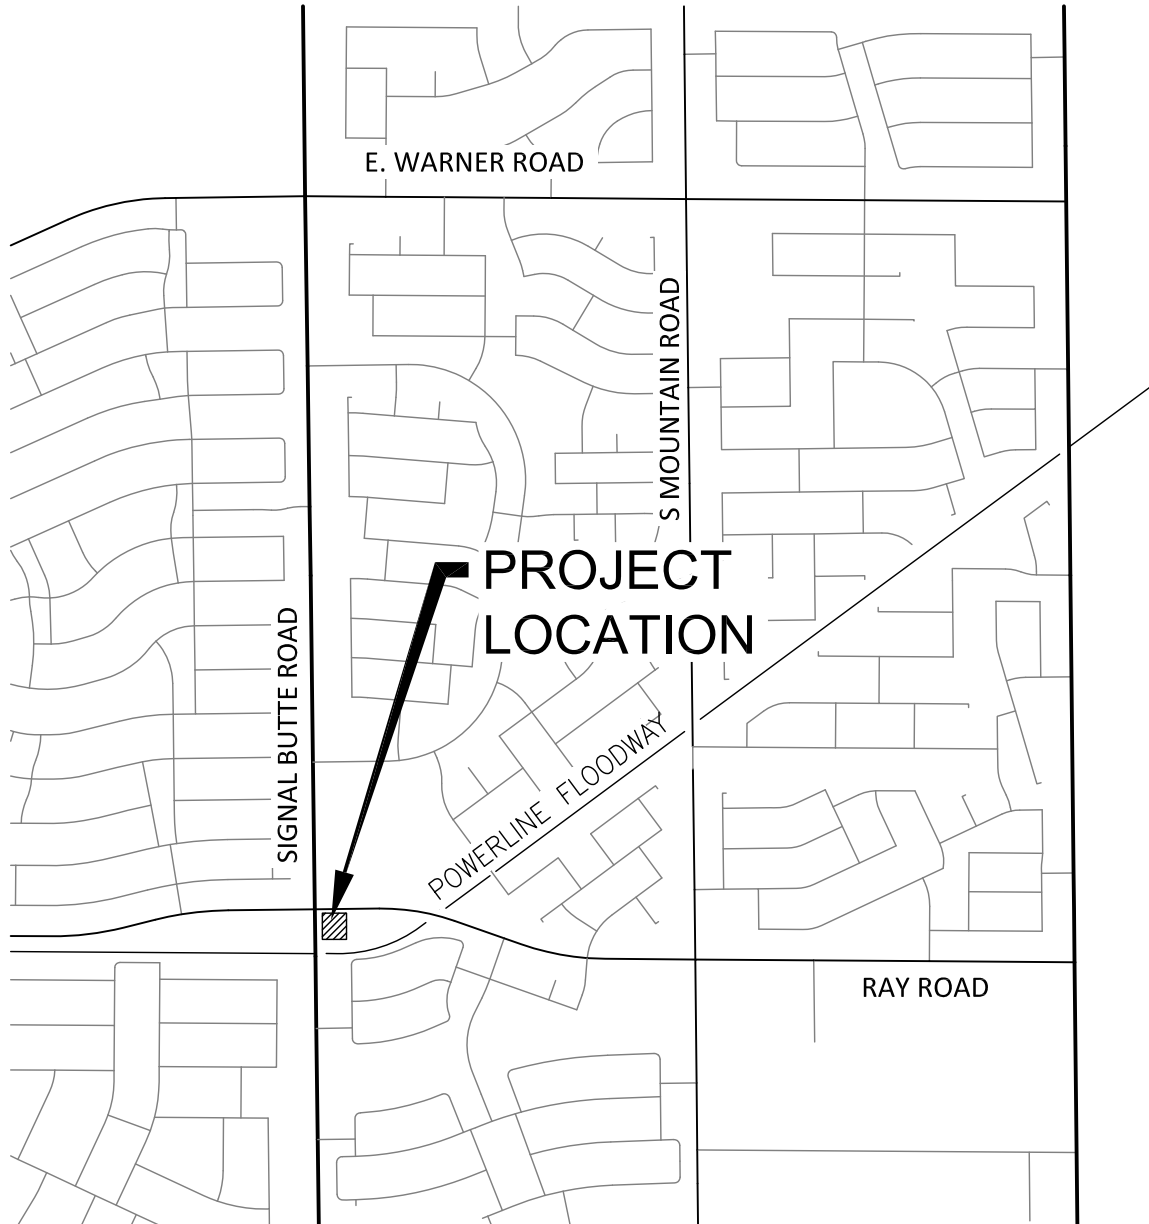 E. WARNER ROAD
S MOUNTAIN ROAD
PROJECT
LOCATION
SIGNAL BUTTE ROAD
POWERLINE FLOODWAY
RAY ROAD